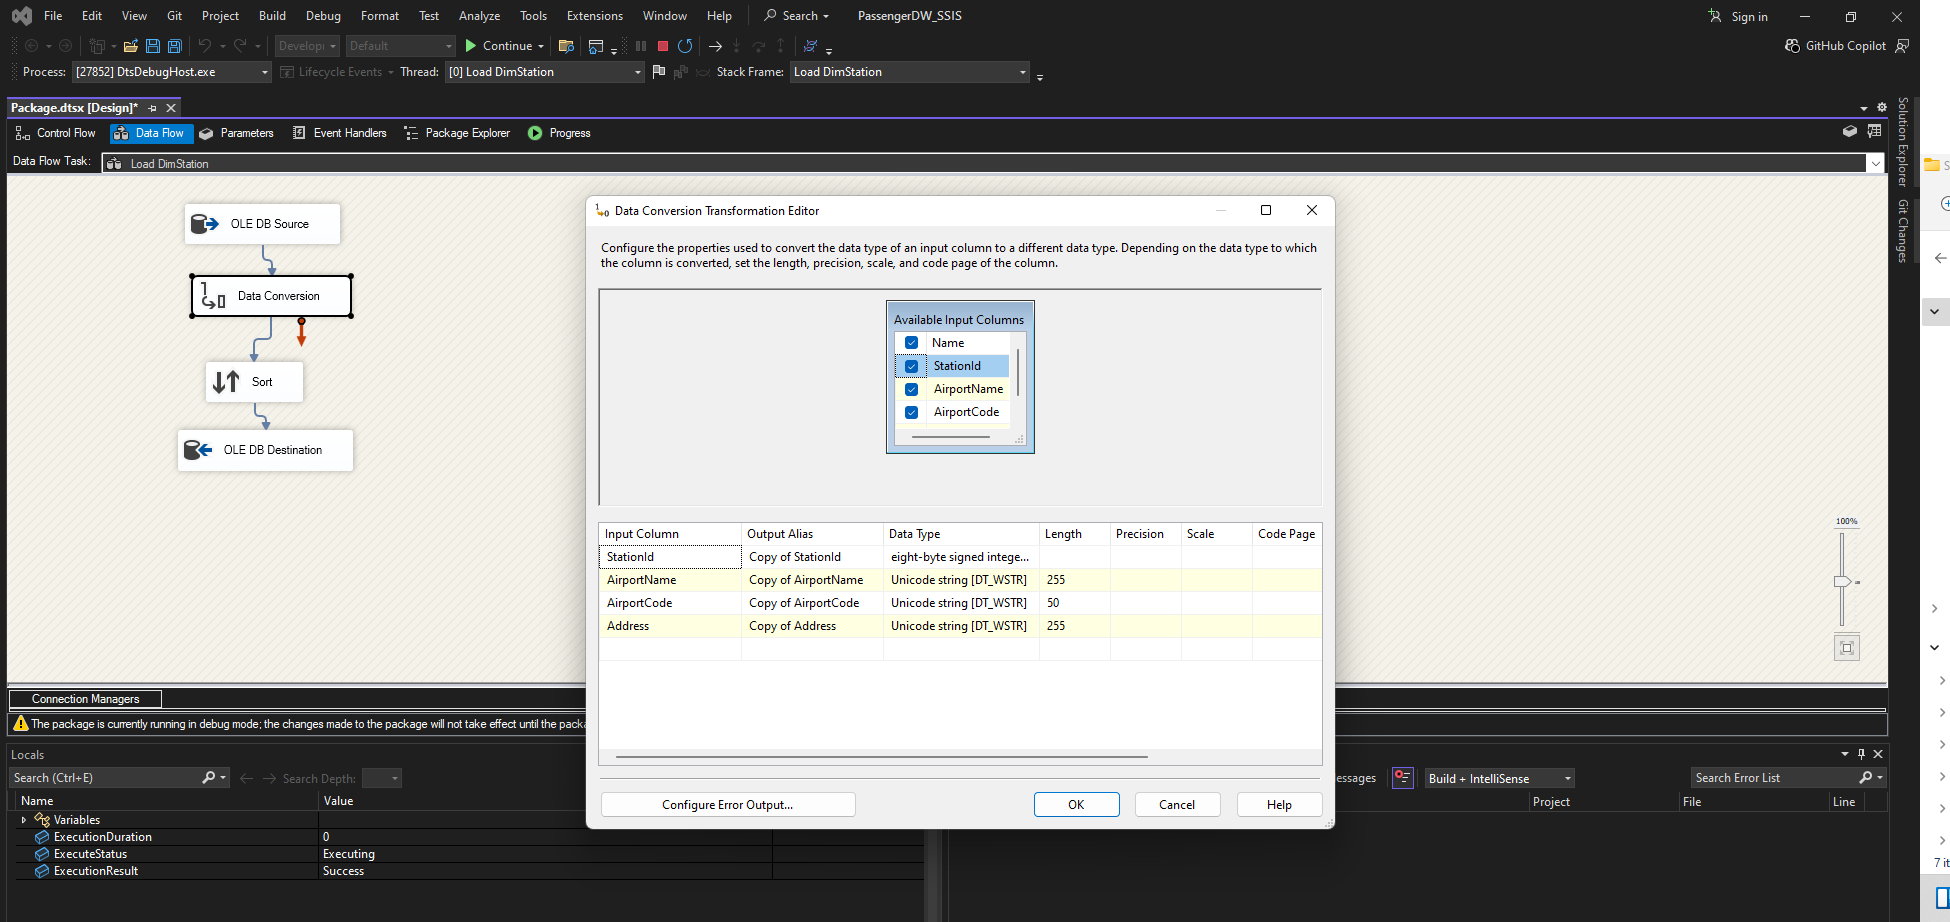 File Edit View Git Project Build Debug Format Test Analyze Tools Extensions Window Help Search PassengerDW_SSIS Sign in
Develop Default Continue GitHub Copilot
Process: [27852] DtsDebugHost.exe Lifecycle Events Thread: [0] Load DimStation Stack Frame: Load DimStation
Package.dtsx [Design]*
Control Flow Data Flow Parameters Event Handlers Package Explorer Progress
Data Flow Task: Load DimStation
Solution Explorer
Git Changes
OLE DB Source
Data Conversion
Sort
OLE DB Destination
100%
Data Conversion Transformation Editor
Configure the properties used to convert the data type of an input column to a different data type. Depending on the data type to which
the column is converted, set the length, precision, scale, and code page of the column.
Available Input Columns
Name
StationId
AirportName
AirportCode
Input Column Output Alias Data Type Length Precision Scale Code Page
StationId Copy of StationId eight-byte signed intege...
AirportName Copy of AirportName Unicode string [DT_WSTR] 255
AirportCode Copy of AirportCode Unicode string [DT_WSTR] 50
Address Copy of Address Unicode string [DT_WSTR] 255
Configure Error Output... OK Cancel Help
Connection Managers
The package is currently running in debug mode; the changes made to the package will not take effect until the packa
Locals
Search (Ctrl+E) Search Depth:
Name Value
Variables
ExecutionDuration 0
ExecuteStatus Executing
ExecutionResult Success
essages Build + IntelliSense Search Error List
Project File Line
7 it